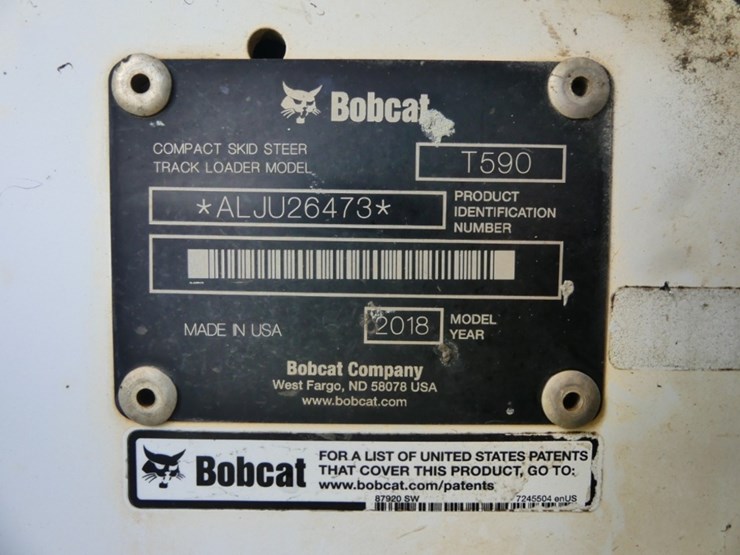 Bobcat
COMPACT SKID STEER
TRACK LOADER MODEL
T590
*ALJU26473*
PRODUCT
IDENTIFICATION
NUMBER
MADE IN USA
2018
MODEL
YEAR
Bobcat Company
West Fargo, ND 58078 USA
www.bobcat.com
Bobcat
FOR A LIST OF UNITED STATES PATENTS
THAT COVER THIS PRODUCT, GO TO:
www.bobcat.com/patents
87920 SW
7245504 enUS